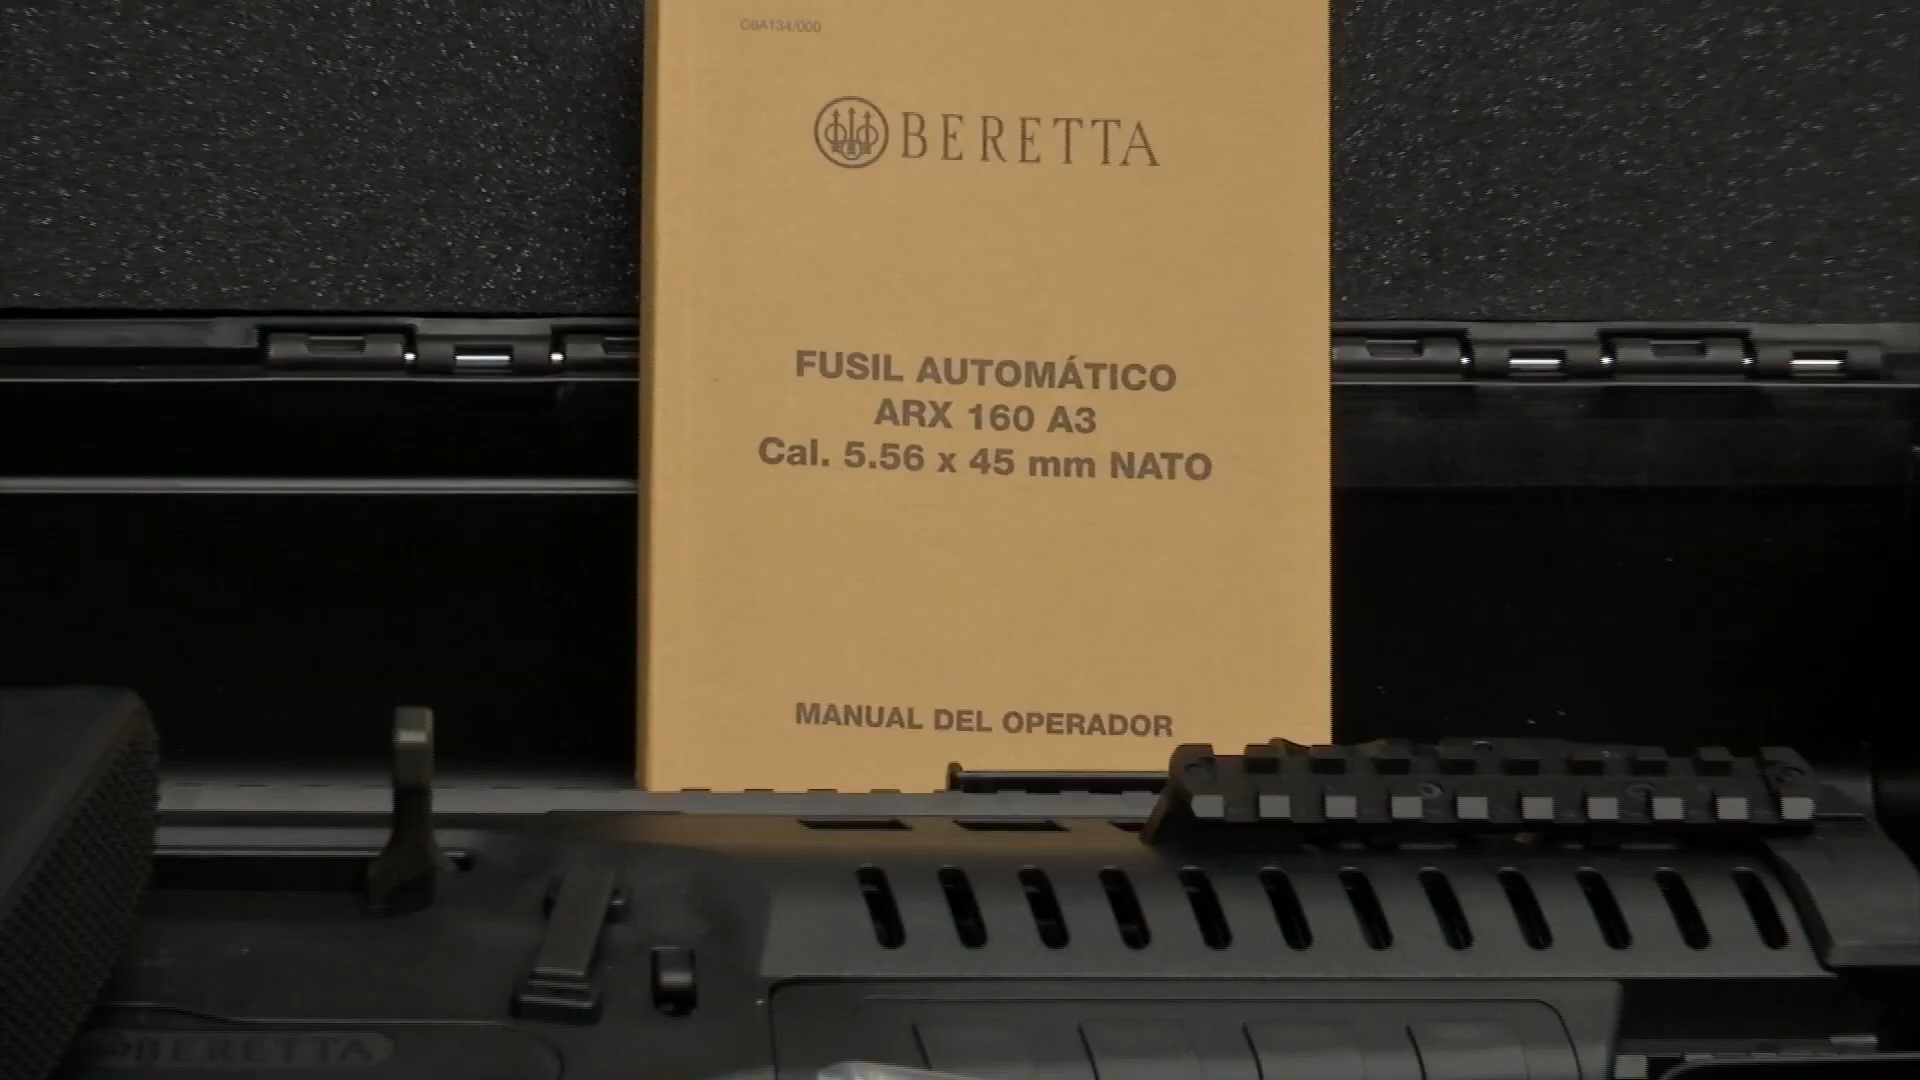 C6A134/000
BERETTA
FUSIL AUTOMÁTICO
ARX 160 A3
Cal. 5.56 x 45 mm NATO
MANUAL DEL OPERADOR
BERETTA